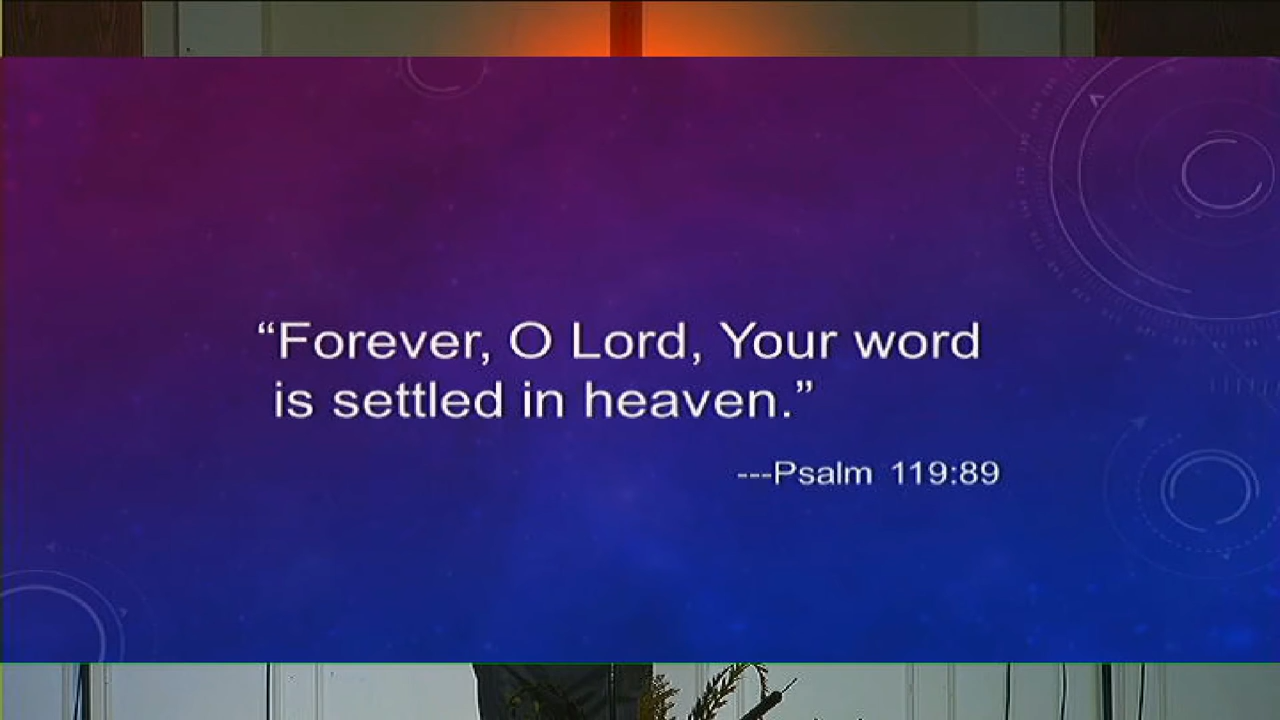 “Forever, O Lord, Your word
is settled in heaven.”
---Psalm 119:89